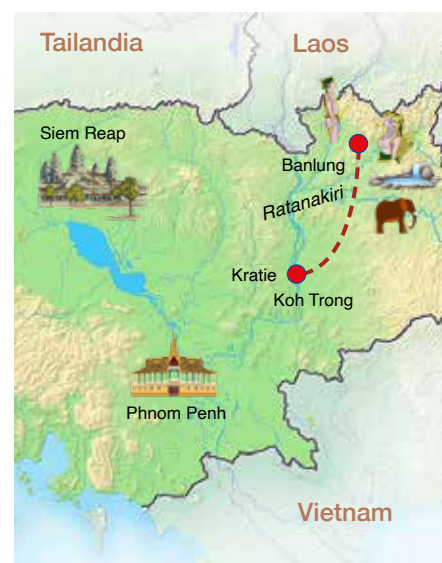 Tailandia
Laos
Siem Reap
Banlung
Ratanakiri
Kratie
Koh Trong
Phnom Penh
Vietnam